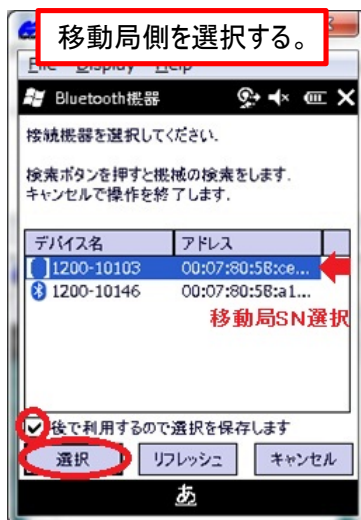 移動局側を選択する。
File Display Help
Bluetooth機器
接続機器を選択してください.
検索ボタンを押すと機械の検索をします.
キャンセルで操作を終了します.
デバイス名 アドレス
1200-10103 00:07:80:5B:ce...
1200-10146 00:07:80:5B:a1...
移動局SN選択
後で利用するので選択を保存します
選択 リフレッシュ キャンセル
あ